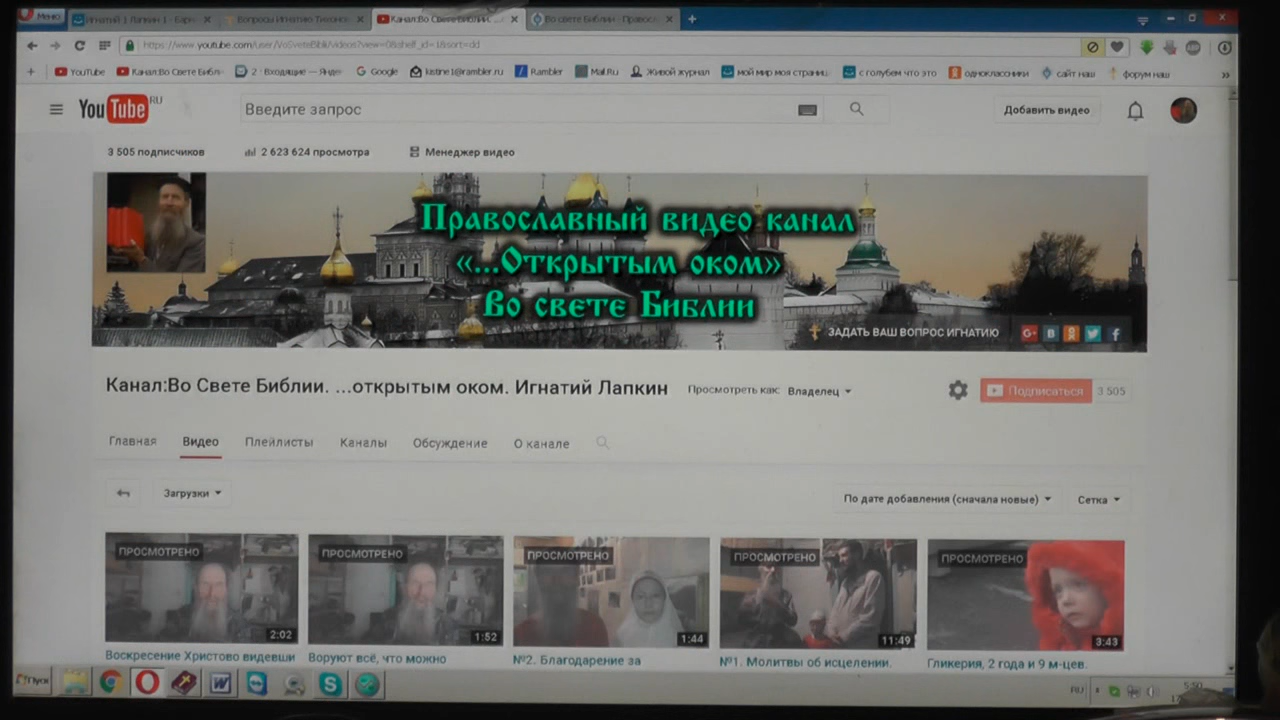 Меню
Игнатий Лапкин
Вопросы Игнатию Тихоно
Канал:Во Свете Библии.
Во свете Библии - Правосл
https://www.youtube.com/user/VoSveteBiblii/videos?view=0&shelf_id=1&sort=dd
YouTube
Канал:Во Свете Библ
2 · Входящие — Янде
Google
kistine1@rambler.ru
Rambler
Mail.Ru
Живой журнал
мой мир моя страниц
с голубем что это
одноклассники
сайт наш
форум наш
YouTube RU
Введите запрос
Добавить видео
3 505 подписчиков
2 623 624 просмотра
Менеджер видео
Православный видео канал
«...Открытым оком»
Во свете Библии
ЗАДАТЬ ВАШ ВОПРОС ИГНАТИЮ
Канал:Во Свете Библии. ...открытым оком. Игнатий Лапкин
Просмотреть как: Владелец
Подписаться 3 505
Главная
Видео
Плейлисты
Каналы
Обсуждение
О канале
Загрузки
По дате добавления (сначала новые)
Сетка
ПРОСМОТРЕНО
2:02
ПРОСМОТРЕНО
1:52
ПРОСМОТРЕНО
1:44
ПРОСМОТРЕНО
11:49
ПРОСМОТРЕНО
3:43
Воскресение Христово видевши
Воруют всё, что можно
№2. Благодарение за
№1. Молитвы об исцелении.
Гликерия, 2 года и 9 м-цев.
Пуск
RU
5:50